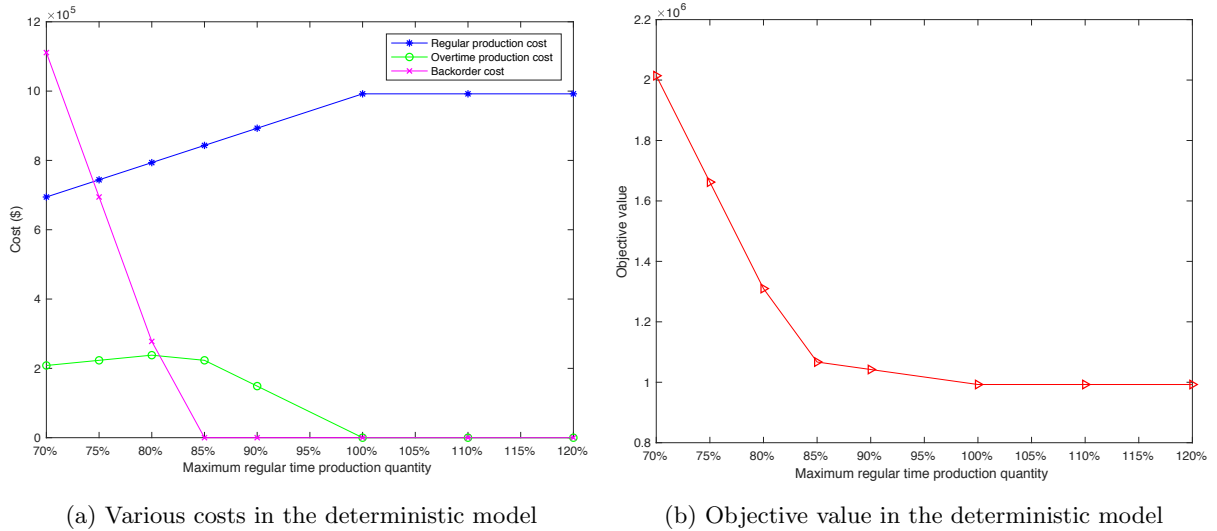 ×10^5
12
10
8
6
4
2
0
Cost ($)
70% 75% 80% 85% 90% 95% 100% 105% 110% 115% 120%
Maximum regular time production quantity
Regular production cost
Overtime production cost
Backorder cost
(a) Various costs in the deterministic model
×10^6
2.2
2
1.8
1.6
1.4
1.2
1
0.8
Objective value
70% 75% 80% 85% 90% 95% 100% 105% 110% 115% 120%
Maximum regular time production quantity
(b) Objective value in the deterministic model